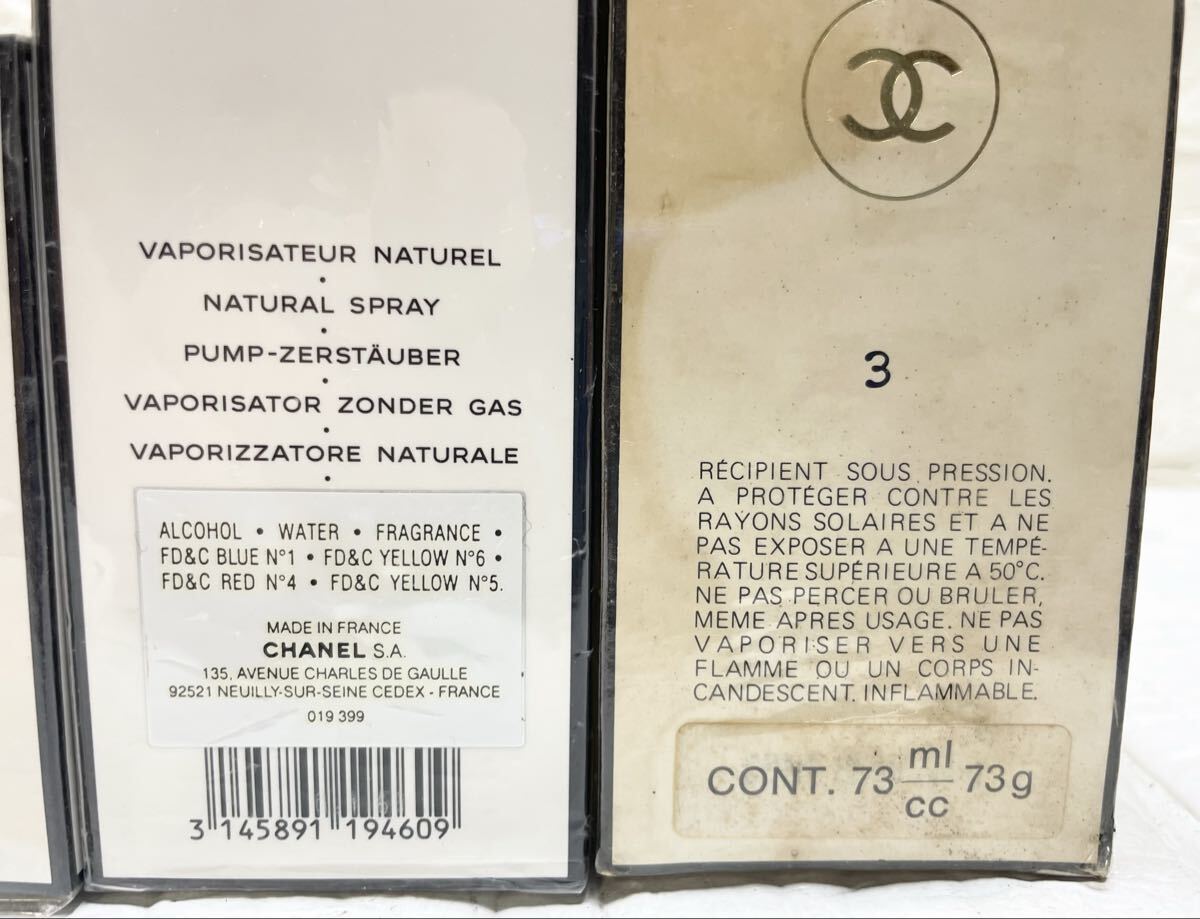 VAPORISATEUR NATUREL
•
NATURAL SPRAY
•
PUMP-ZERSTÄUBER
•
VAPORISATOR ZONDER GAS
•
VAPORIZZATORE NATURALE
•
ALCOHOL • WATER • FRAGRANCE •
FD&C BLUE N°1 • FD&C YELLOW N°6 •
FD&C RED N°4 • FD&C YELLOW N°5.
MADE IN FRANCE
CHANEL S.A.
135, AVENUE CHARLES DE GAULLE
92521 NEUILLY-SUR-SEINE CEDEX - FRANCE
019 399
3 145891 194609
3
RÉCIPIENT SOUS PRESSION.
A PROTÉGER CONTRE LES
RAYONS SOLAIRES ET A NE
PAS EXPOSER A UNE TEMPÉ-
RATURE SUPÉRIEURE A 50°C.
NE PAS PERCER OU BRULER,
MEME APRES USAGE. NE PAS
VAPORISER VERS UNE
FLAMME OU UN CORPS IN-
CANDESCENT. INFLAMMABLE.
CONT. 73 ml/cc 73g